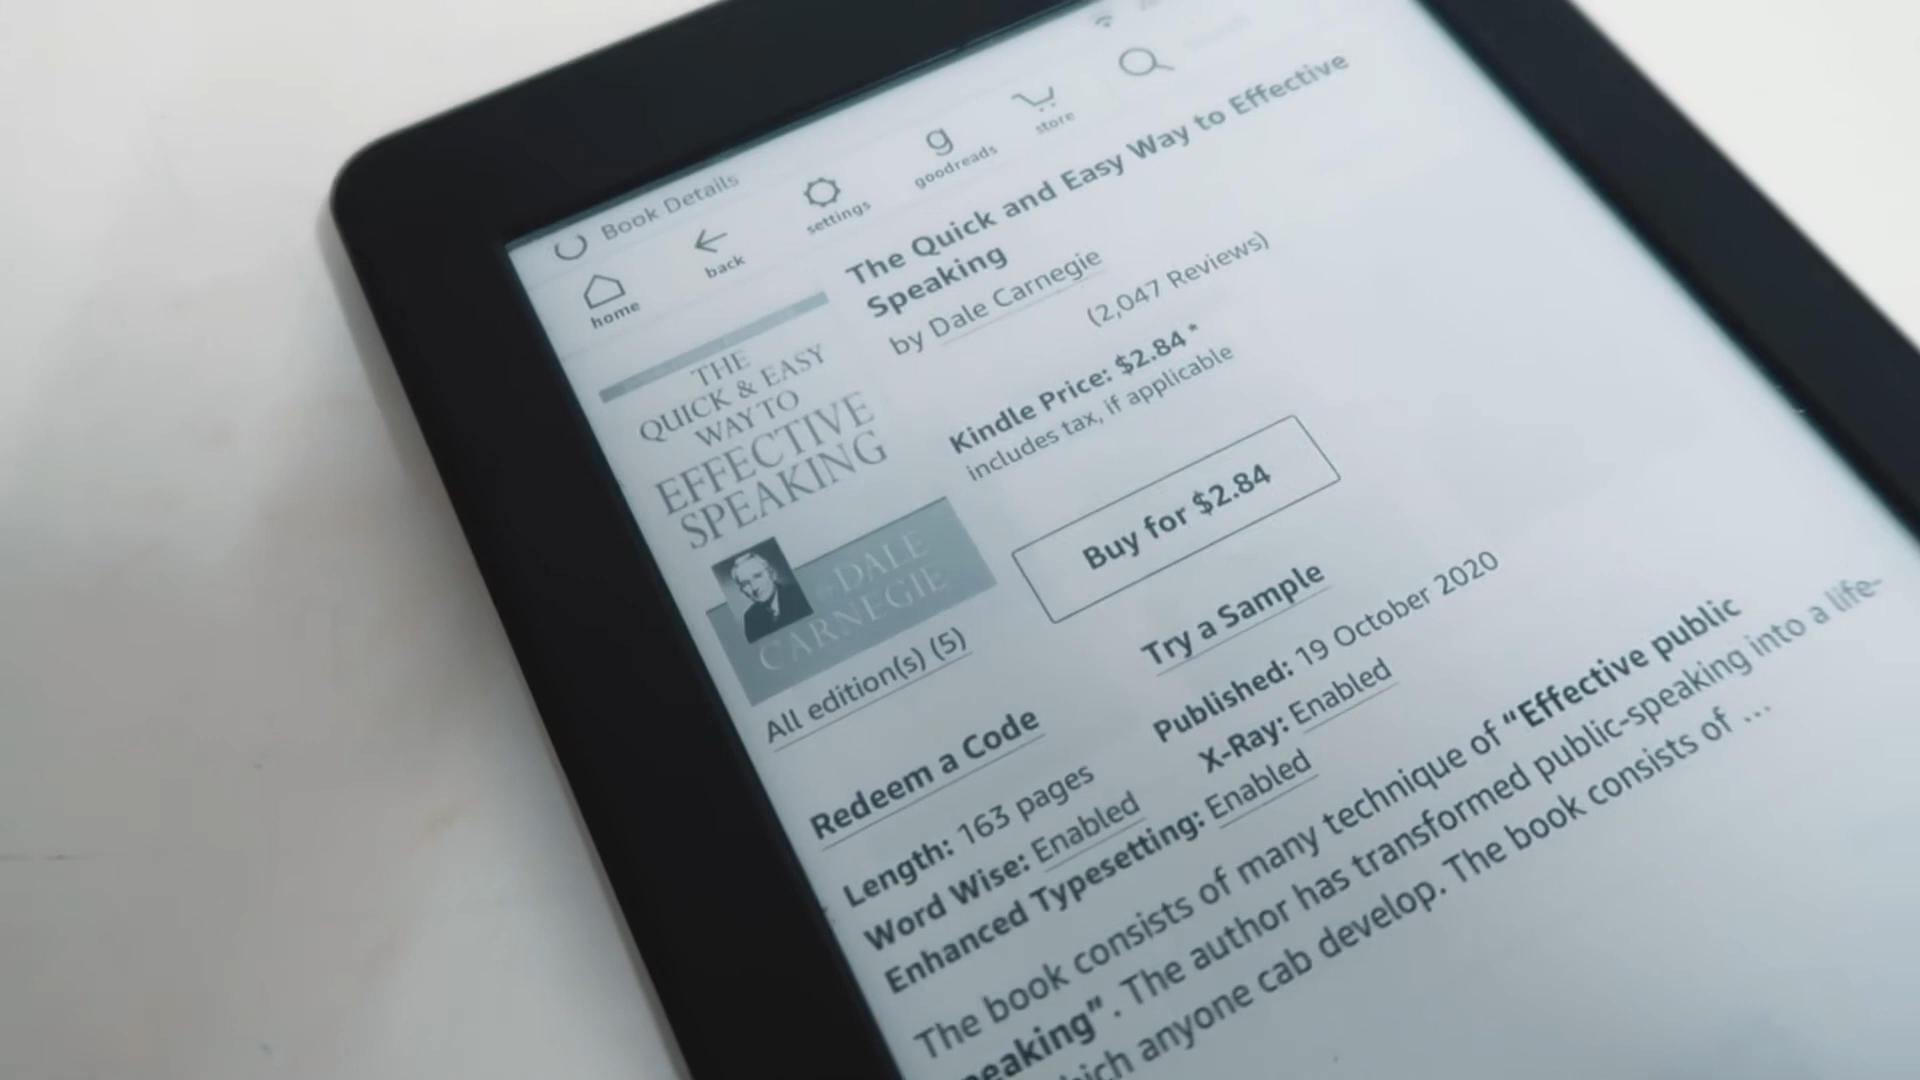 Book Details
home
back
settings
goodreads
store
The Quick and Easy Way to Effective
Speaking
by Dale Carnegie
(2,047 Reviews)
Kindle Price: $2.84 *
includes tax, if applicable
Buy for $2.84
Try a Sample
THE
QUICK & EASY
WAY TO
EFFECTIVE
SPEAKING
DALE
CARNEGIE
All edition(s) (5)
Redeem a Code
Length: 163 pages
Published: 19 October 2020
Word Wise: Enabled
X-Ray: Enabled
Enhanced Typesetting: Enabled
The book consists of many technique of “Effective public
peaking”. The author has transformed public-speaking into a life-
hich anyone cab develop. The book consists of ...